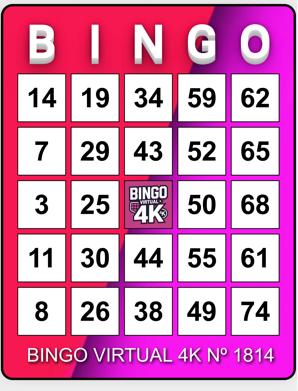 BINGO
14 19 34 59 62
7 29 43 52 65
3 25 BINGO VIRTUAL 4K 50 68
11 30 44 55 61
8 26 38 49 74
BINGO VIRTUAL 4K Nº 1814